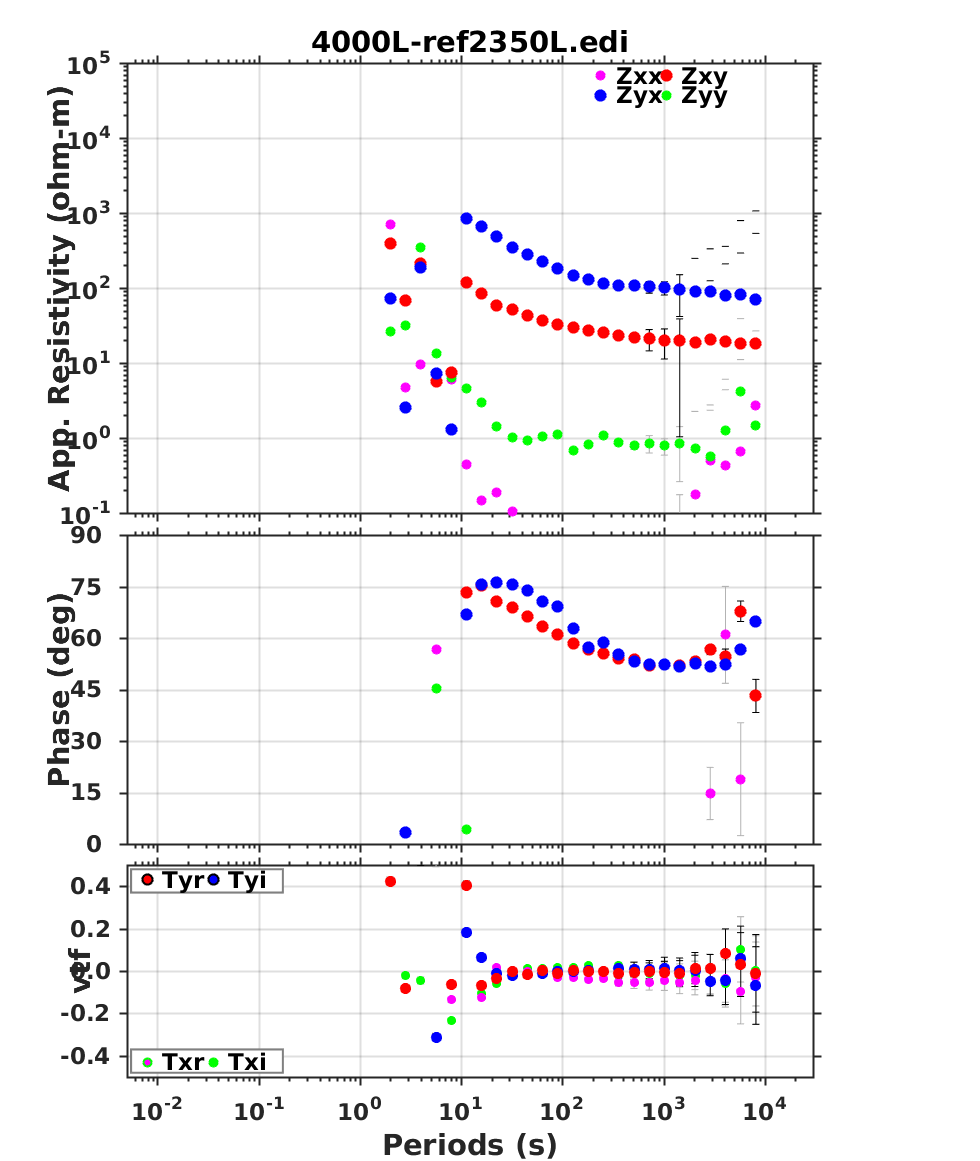 4000L-ref2350L.edi
App. Resistivity (ohm-m)
10^5
10^4
10^3
10^2
10^1
10^0
10^-1
Zxx Zxy
Zyx Zyy
Phase (deg)
90
75
60
45
30
15
0
vtf
0.4
0.2
0.0
-0.2
-0.4
Tyr Tyi
Txr Txi
10^-2 10^-1 10^0 10^1 10^2 10^3 10^4
Periods (s)